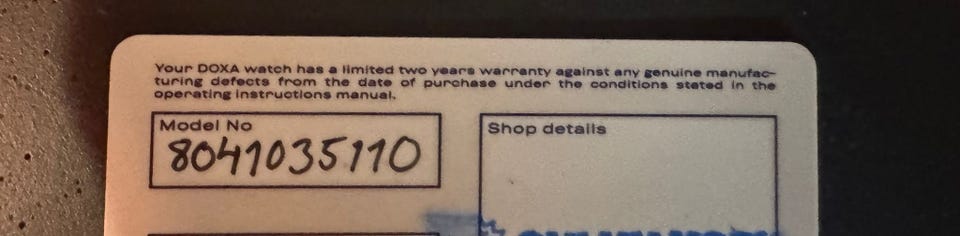 Your DOXA watch has a limited two years warranty against any genuine manufac-
turing defects from the date of purchase under the conditions stated in the
operating instructions manual.
Model No
8041035110
Shop details